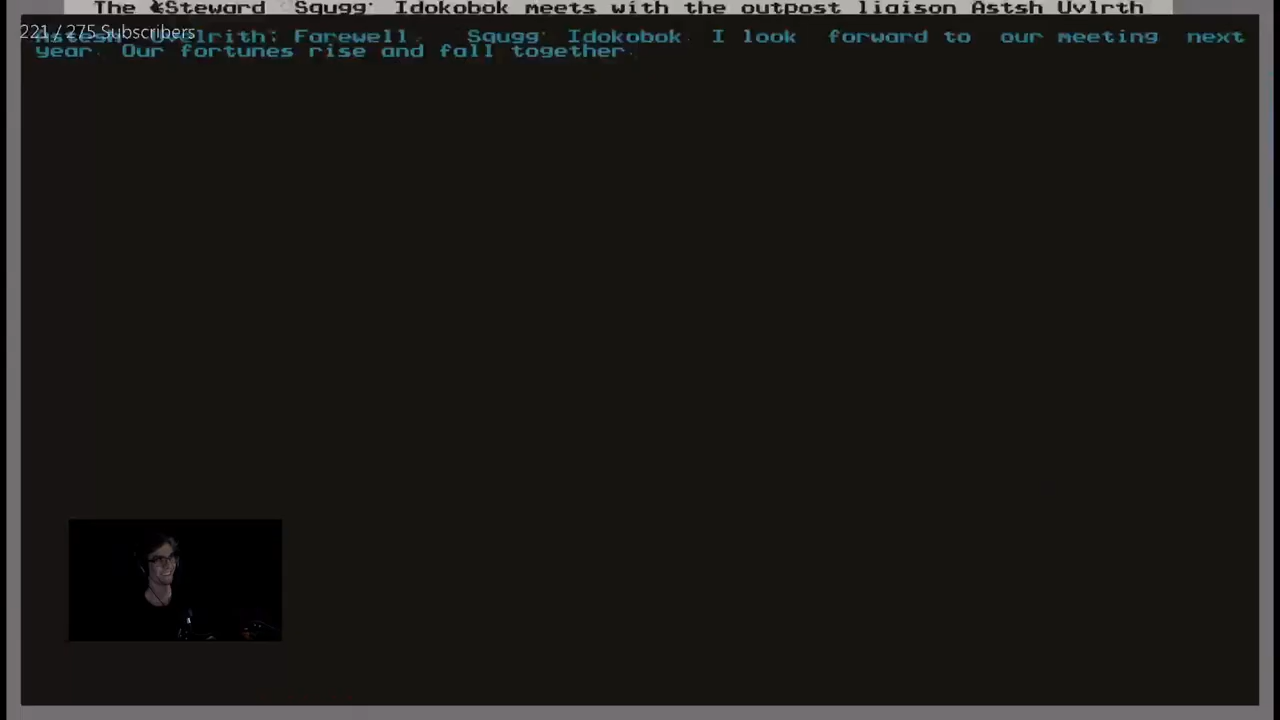 The Steward Squgg Idokobok meets with the outpost liaison Astsh Uvlrth
221 / 275 Subscribers
Farewell. Squgg Idokobok. I look forward to our meeting next
year. Our fortunes rise and fall together.